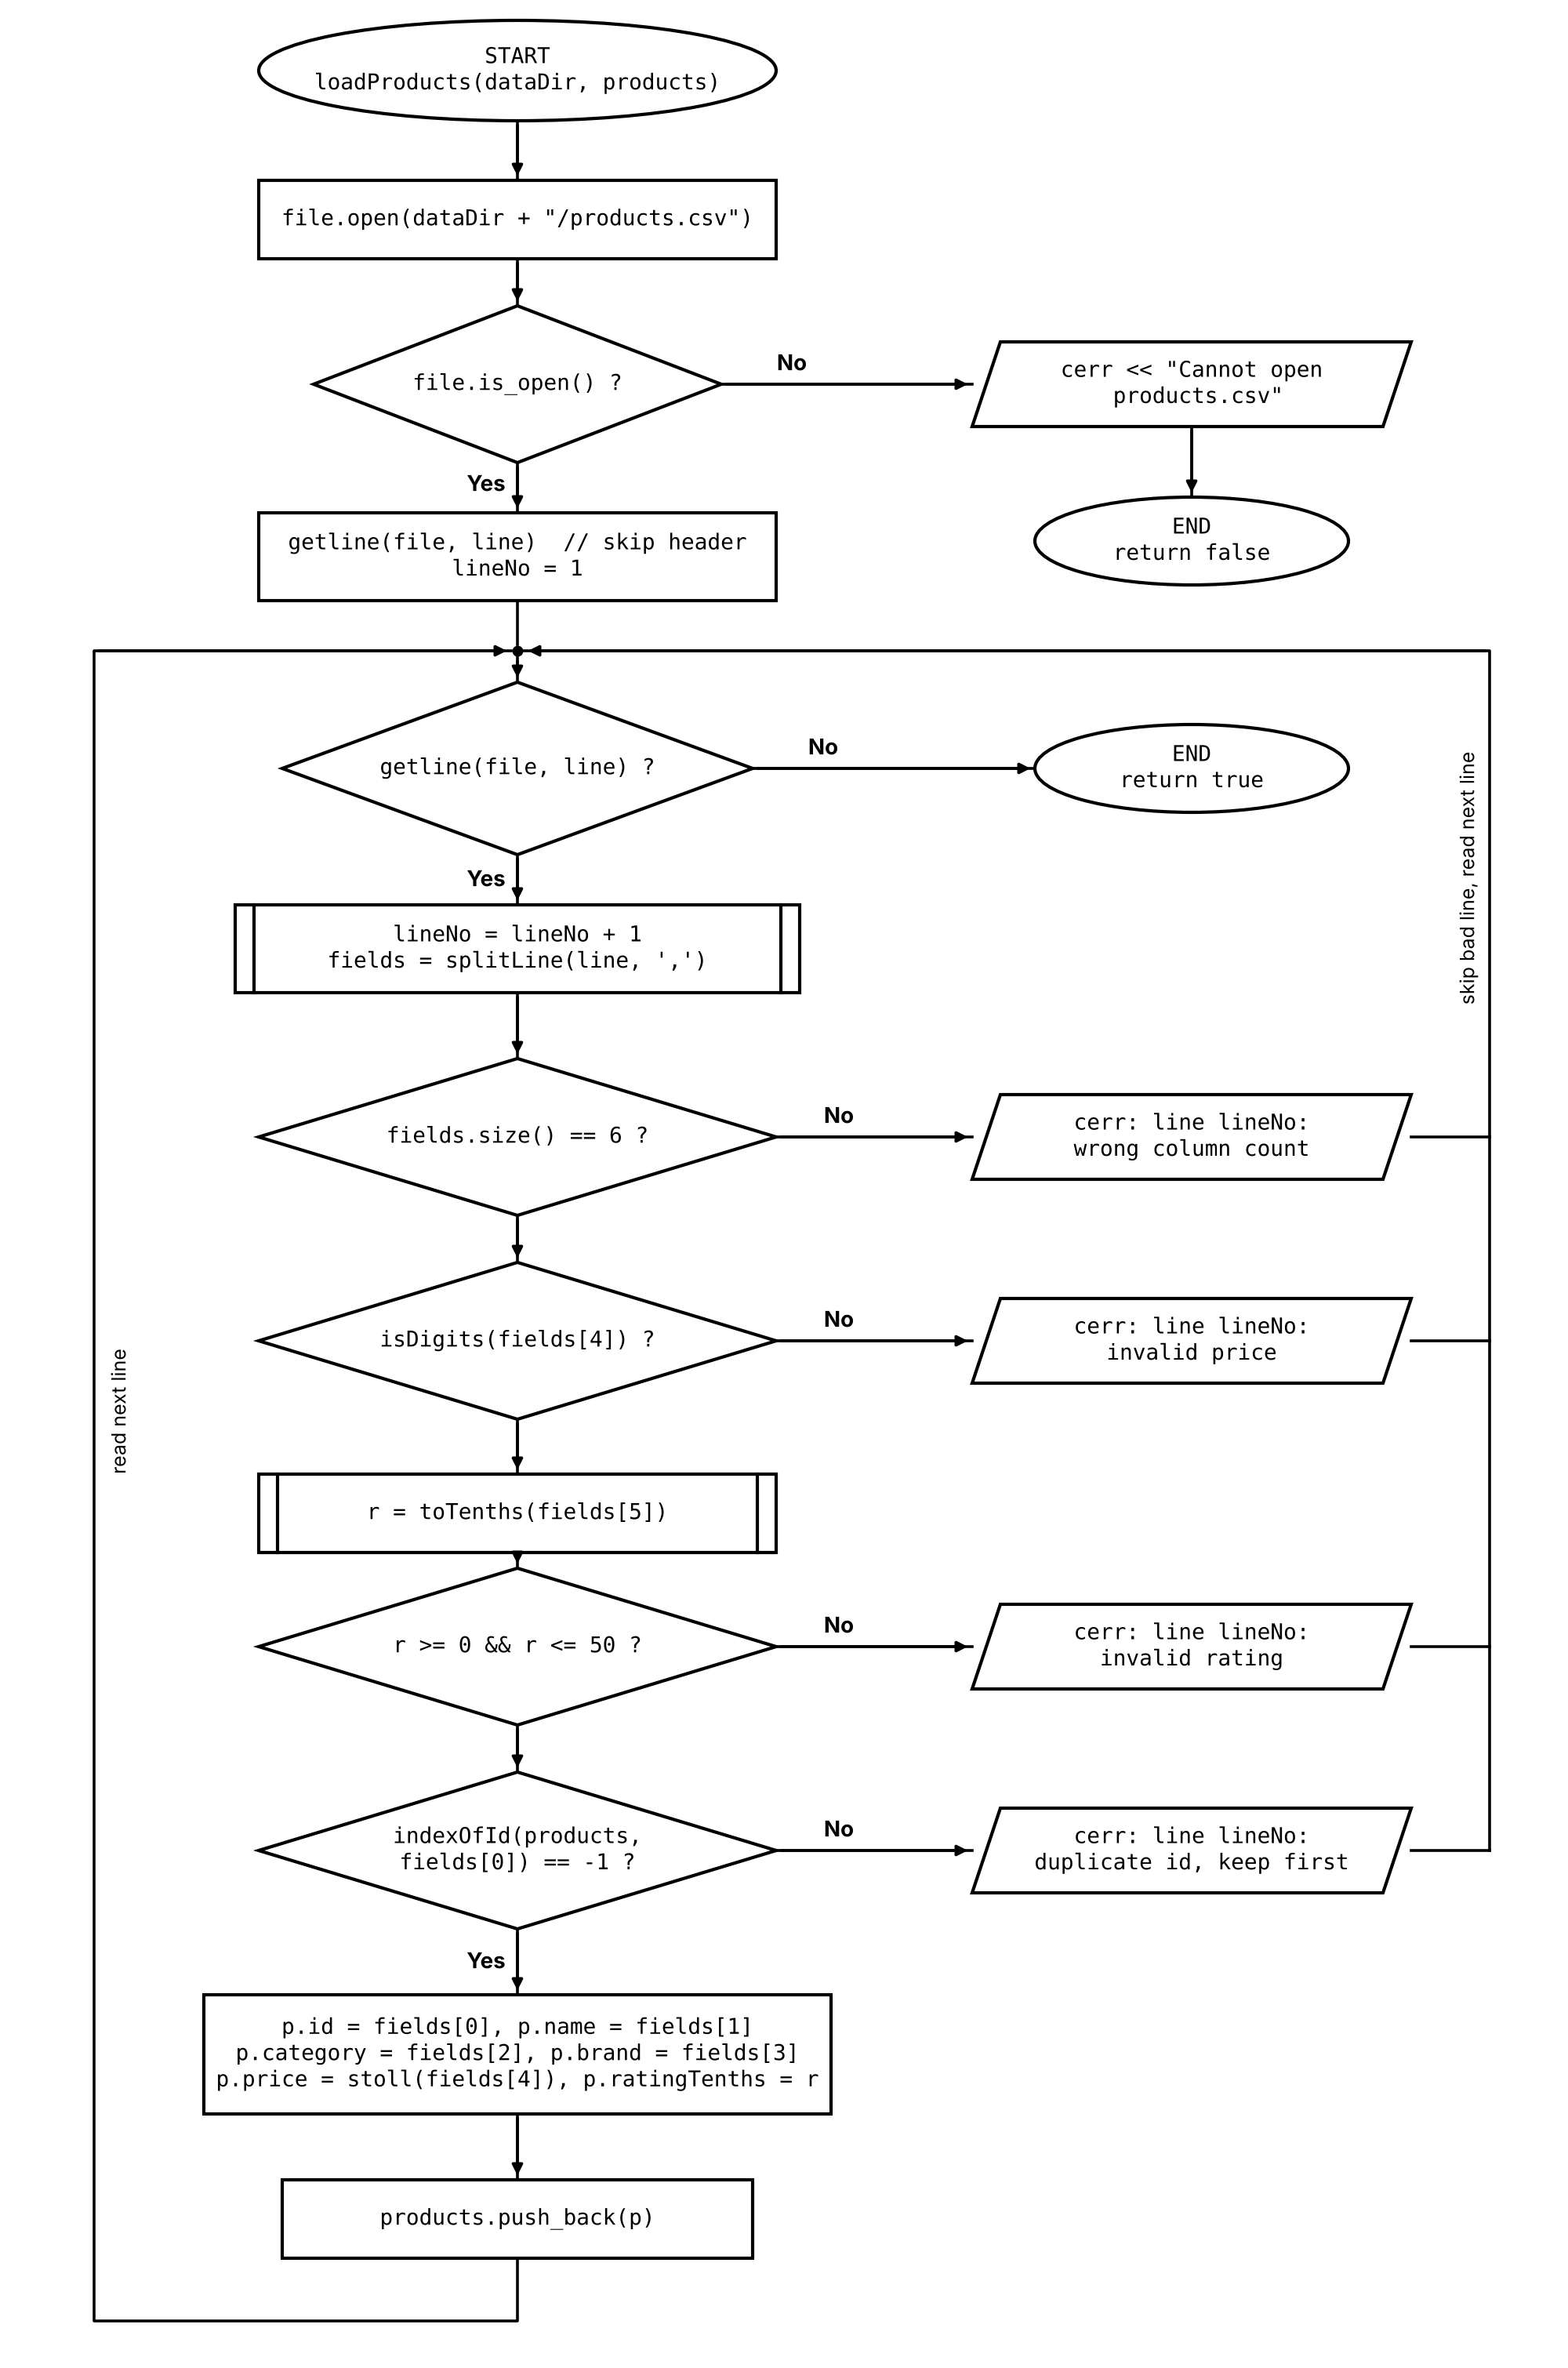 START
loadProducts(dataDir, products)
file.open(dataDir + "/products.csv")
file.is_open() ?
No
cerr << "Cannot open
products.csv"
Yes
END
return false
getline(file, line)  // skip header
lineNo = 1
getline(file, line) ?
No
END
return true
skip bad line, read next line
Yes
lineNo = lineNo + 1
fields = splitLine(line, ',')
fields.size() == 6 ?
No
cerr: line lineNo:
wrong column count
isDigits(fields[4]) ?
No
cerr: line lineNo:
invalid price
read next line
r = toTenths(fields[5])
r >= 0 && r <= 50 ?
No
cerr: line lineNo:
invalid rating
indexOfId(products,
fields[0]) == -1 ?
No
cerr: line lineNo:
duplicate id, keep first
Yes
p.id = fields[0], p.name = fields[1]
p.category = fields[2], p.brand = fields[3]
p.price = stoll(fields[4]), p.ratingTenths = r
products.push_back(p)